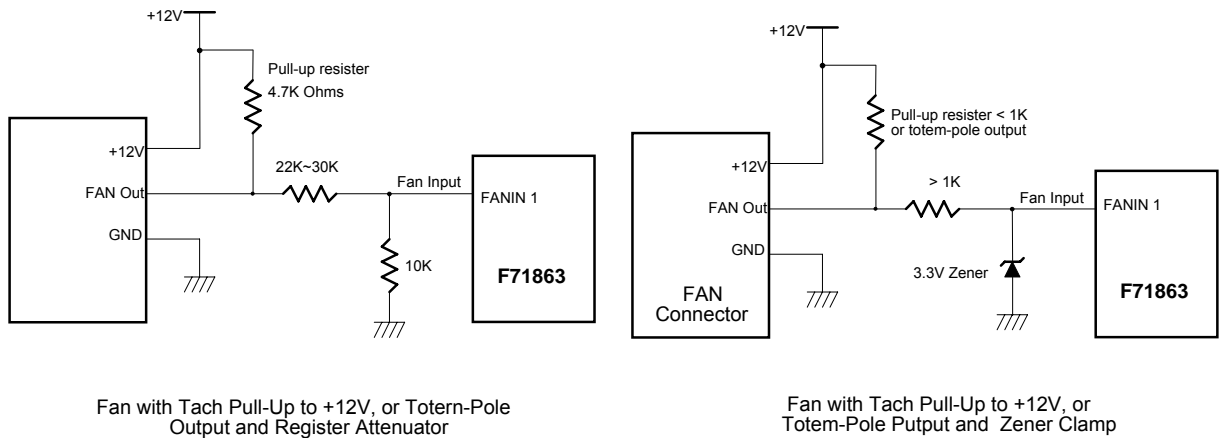 +12V
Pull-up resister
4.7K Ohms
+12V
FAN Out
GND
22K~30K
Fan Input
10K
FANIN 1
F71863
Fan with Tach Pull-Up to +12V, or Totern-Pole
Output and Register Attenuator
+12V
Pull-up resister < 1K
or totem-pole output
+12V
FAN Out
GND
FAN
Connector
> 1K
Fan Input
3.3V Zener
FANIN 1
F71863
Fan with Tach Pull-Up to +12V, or
Totem-Pole Putput and Zener Clamp